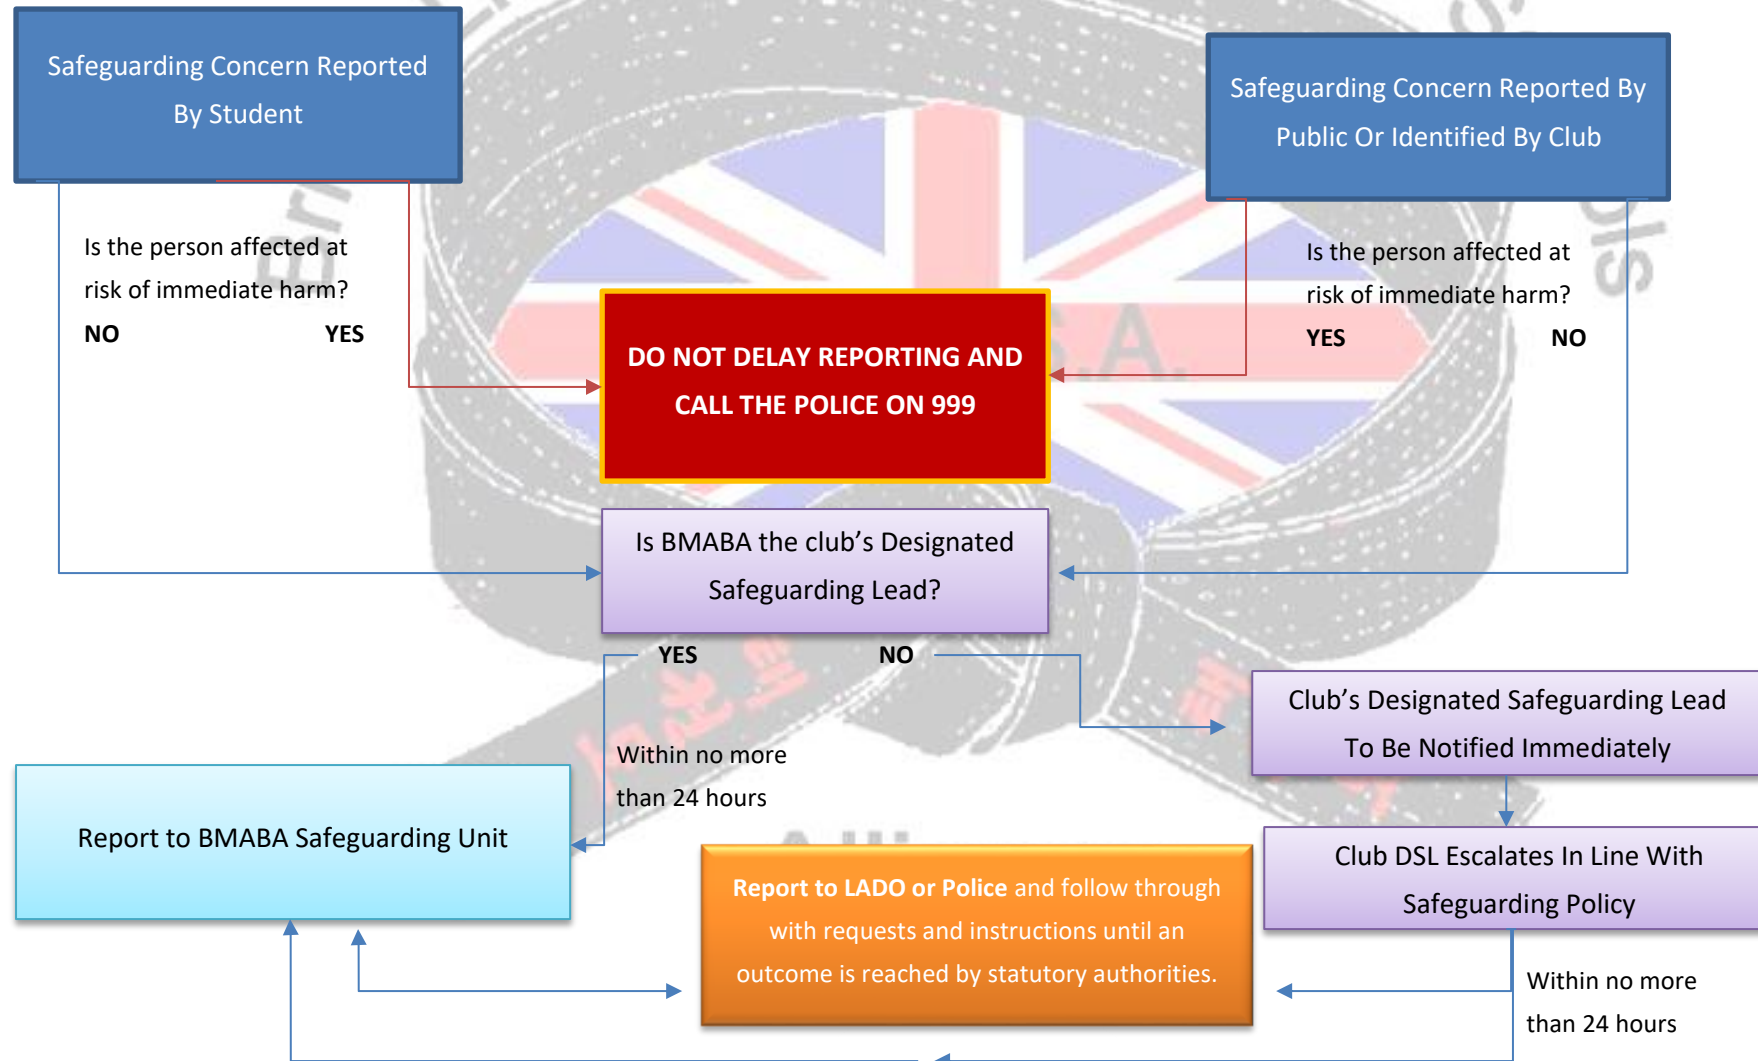 Safeguarding Concern Reported
By Student
Safeguarding Concern Reported By
Public Or Identified By Club
Is the person affected at
risk of immediate harm?
NO YES
Is the person affected at
risk of immediate harm?
YES NO
DO NOT DELAY REPORTING AND
CALL THE POLICE ON 999
Is BMABA the club's Designated
Safeguarding Lead?
YES NO
Within no more
than 24 hours
Club's Designated Safeguarding Lead
To Be Notified Immediately
Report to BMABA Safeguarding Unit
Club DSL Escalates In Line With
Safeguarding Policy
Report to LADO or Police and follow through
with requests and instructions until an
outcome is reached by statutory authorities.
Within no more
than 24 hours